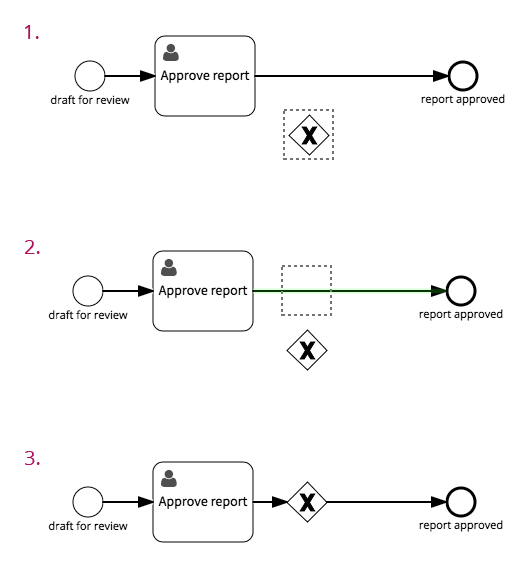 1.
Approve report
draft for review
report approved
X
2.
Approve report
draft for review
report approved
X
3.
Approve report
X
draft for review
report approved